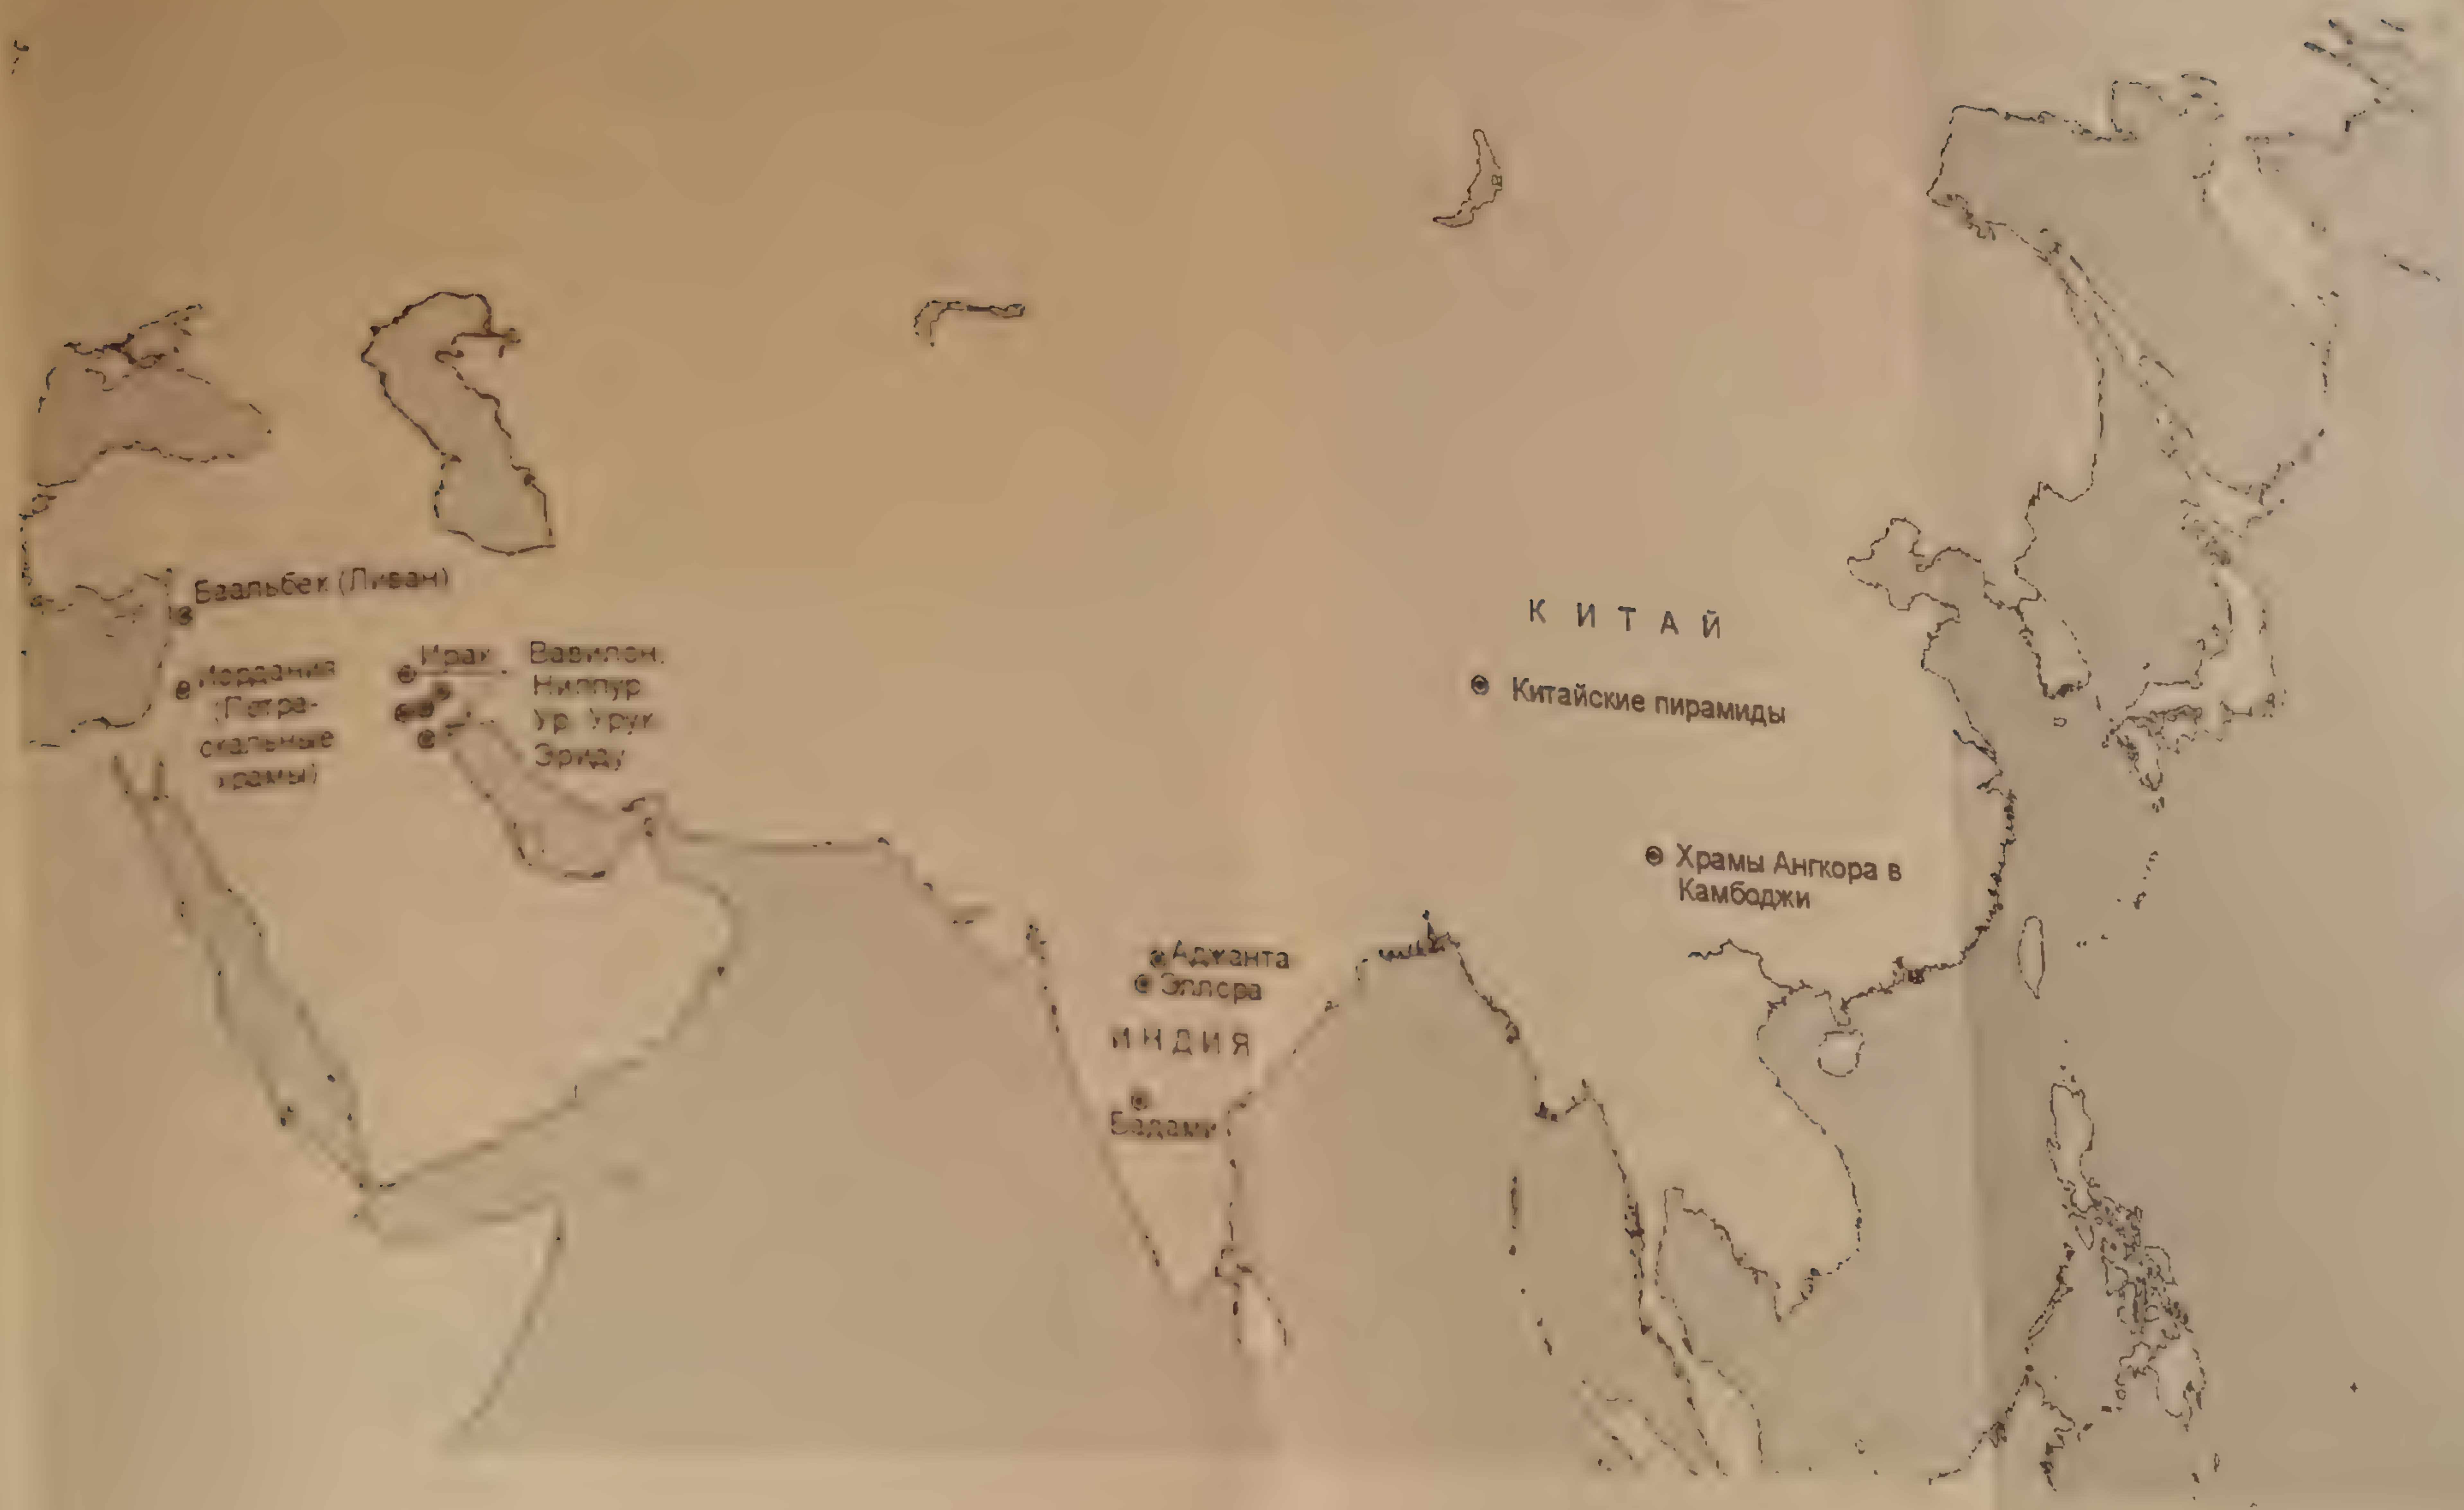 Баальбек (Ливан)
Иордания
(Петра-
скальные
храмы)
Ирак
Вавилон,
Ниппур
Ур, Урук
Эриду
КИТАЙ
Китайские пирамиды
Храмы Ангкора в
Камбоджи
Аджанта
Эллора
ИНДИЯ
Бадами